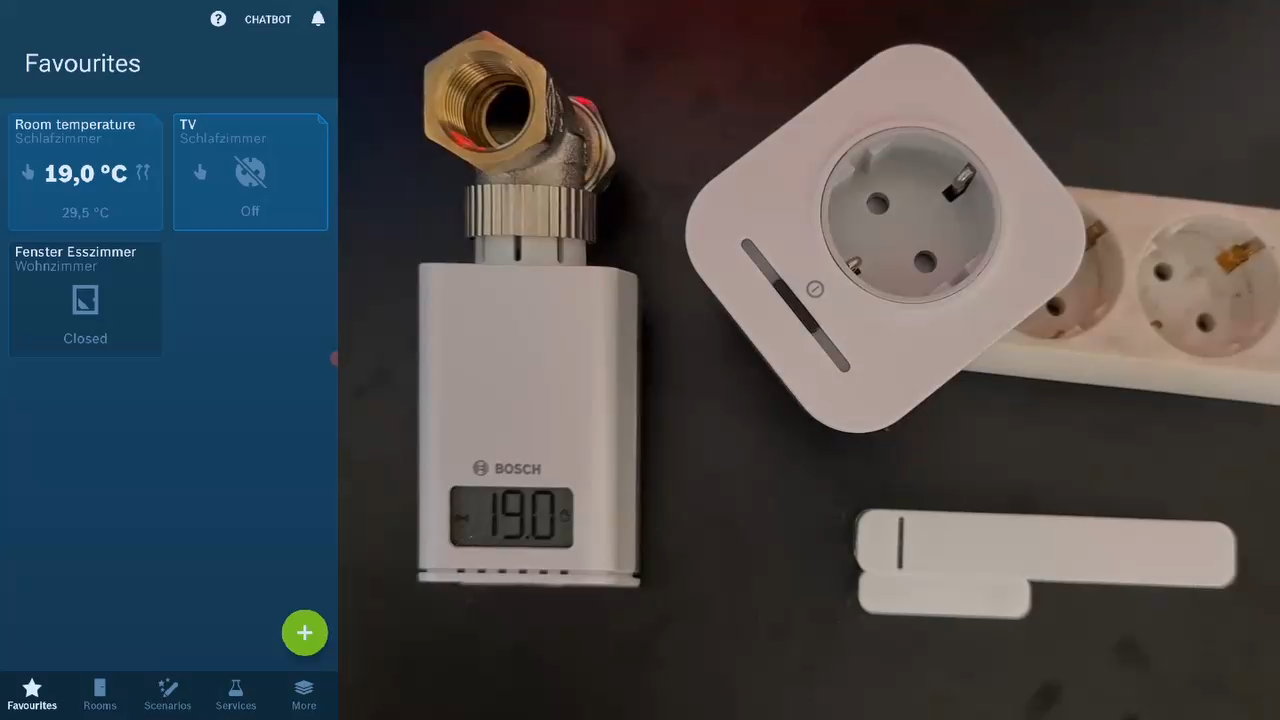 CHATBOT
Favourites
Room temperature
Schlafzimmer
19,0 °C
29,5 °C
TV
Schlafzimmer
Off
Fenster Esszimmer
Wohnzimmer
Closed
Favourites
Rooms
Scenarios
Services
More
BOSCH
19.0